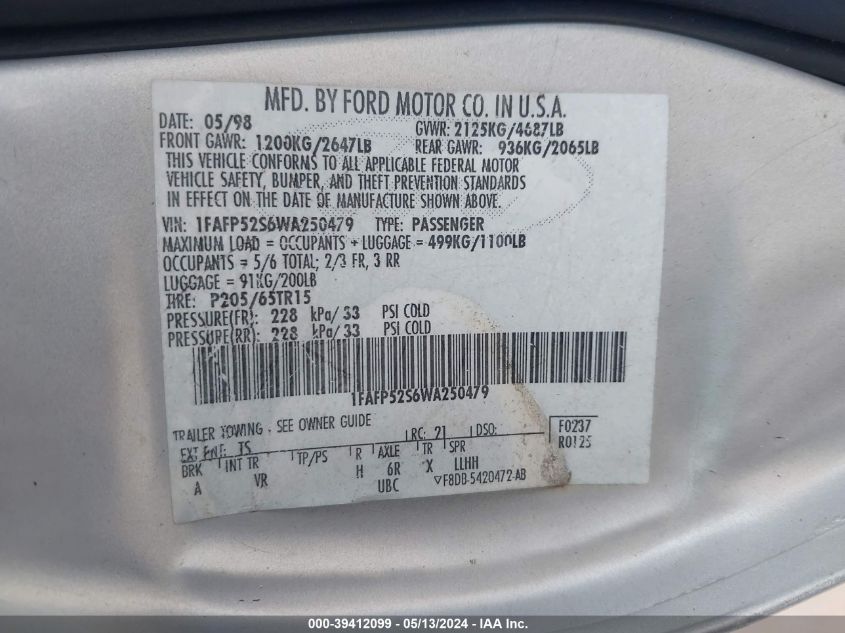 MFD. BY FORD MOTOR CO. IN U.S.A.
DATE: 05/98 GVWR: 2125KG/4687LB
FRONT GAWR: 1200KG/2647LB REAR GAWR: 936KG/2065LB
THIS VEHICLE CONFORMS TO ALL APPLICABLE FEDERAL MOTOR
VEHICLE SAFETY, BUMPER, AND THEFT PREVENTION STANDARDS
IN EFFECT ON THE DATE OF MANUFACTURE SHOWN ABOVE.
VIN: 1FAFP52S6WA250479 TYPE: PASSENGER
MAXIMUM LOAD = OCCUPANTS + LUGGAGE = 499KG/1100LB
OCCUPANTS = 5/6 TOTAL; 2/3 FR, 3 RR
LUGGAGE = 91KG/200LB
TIRE: P205/65TR15
PRESSURE(FR): 228 kPa/33 PSI COLD
PRESSURE(RR): 228 kPa/33 PSI COLD
1FAFP52S6WA250479
TRAILER TOWING - SEE OWNER GUIDE
RC: 21 DSO: F0237
EXT PNT: TS R0125
BRK INT TR TP/PS R AXLE TR SPR
A VR H 6R X LLHH
UBC F8DB-5420472-AB
000-39412099 - 05/13/2024 - IAA Inc.